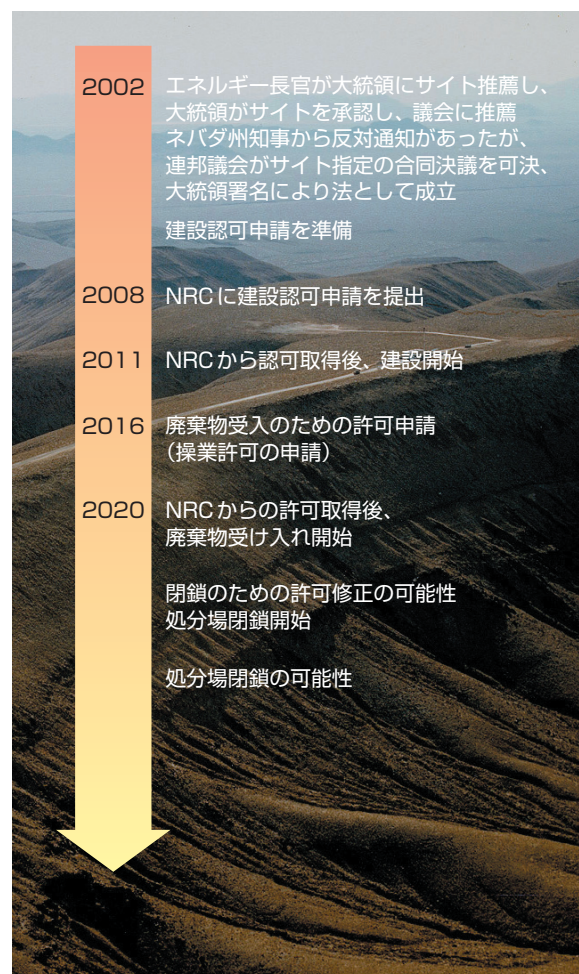 2002 エネルギー長官が大統領にサイト推薦し、
大統領がサイトを承認し、議会に推薦
ネバダ州知事から反対通知があったが、
連邦議会がサイト指定の合同決議を可決、
大統領署名により法として成立
建設認可申請を準備
2008 NRCに建設認可申請を提出
2011 NRCから認可取得後、建設開始
2016 廃棄物受入のための許可申請
（操業許可の申請）
2020 NRCからの許可取得後、
廃棄物受け入れ開始
閉鎖のための許可修正の可能性
処分場閉鎖開始
処分場閉鎖の可能性